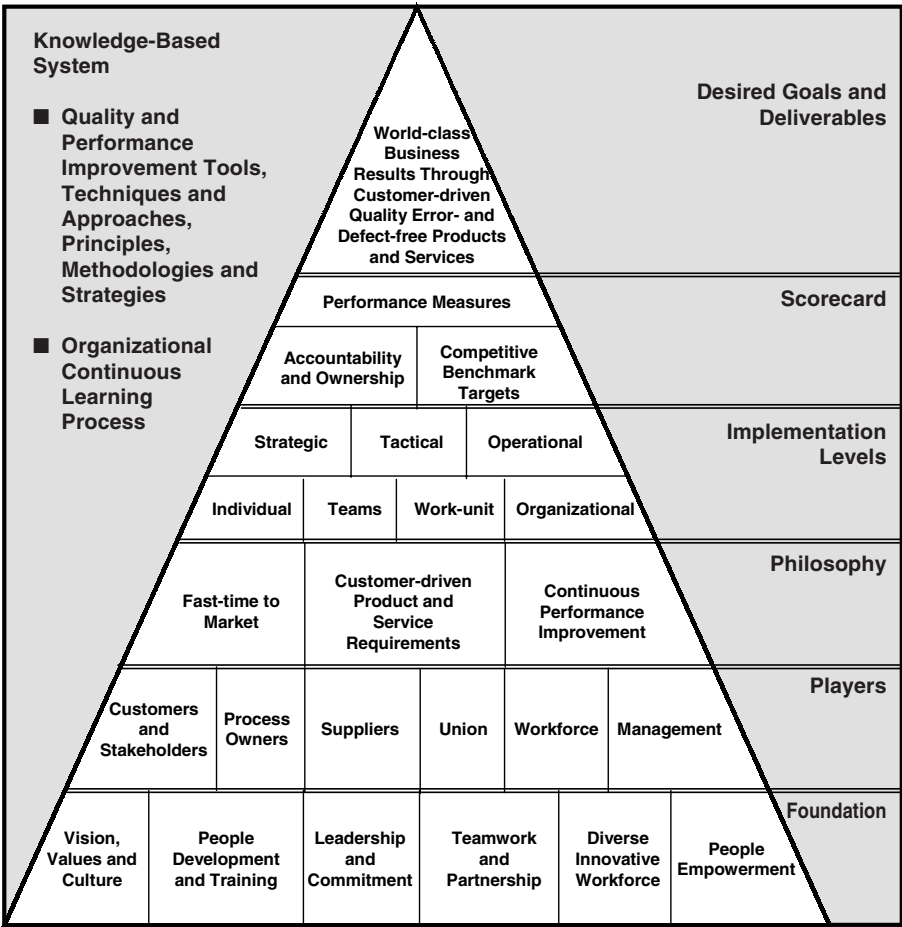 Knowledge-Based
System
■ Quality and
Performance
Improvement Tools,
Techniques and
Approaches,
Principles,
Methodologies and
Strategies
■ Organizational
Continuous
Learning
Process
World-class
Business
Results Through
Customer-driven
Quality Error- and
Defect-free Products
and Services
Desired Goals and
Deliverables
Performance Measures
Scorecard
Accountability
and Ownership
Competitive
Benchmark
Targets
Strategic
Tactical
Operational
Implementation
Levels
Individual
Teams
Work-unit
Organizational
Fast-time to
Market
Customer-driven
Product and
Service
Requirements
Continuous
Performance
Improvement
Philosophy
Customers
and
Stakeholders
Process
Owners
Suppliers
Union
Workforce
Management
Players
Vision,
Values and
Culture
People
Development
and Training
Leadership
and
Commitment
Teamwork
and
Partnership
Diverse
Innovative
Workforce
People
Empowerment
Foundation